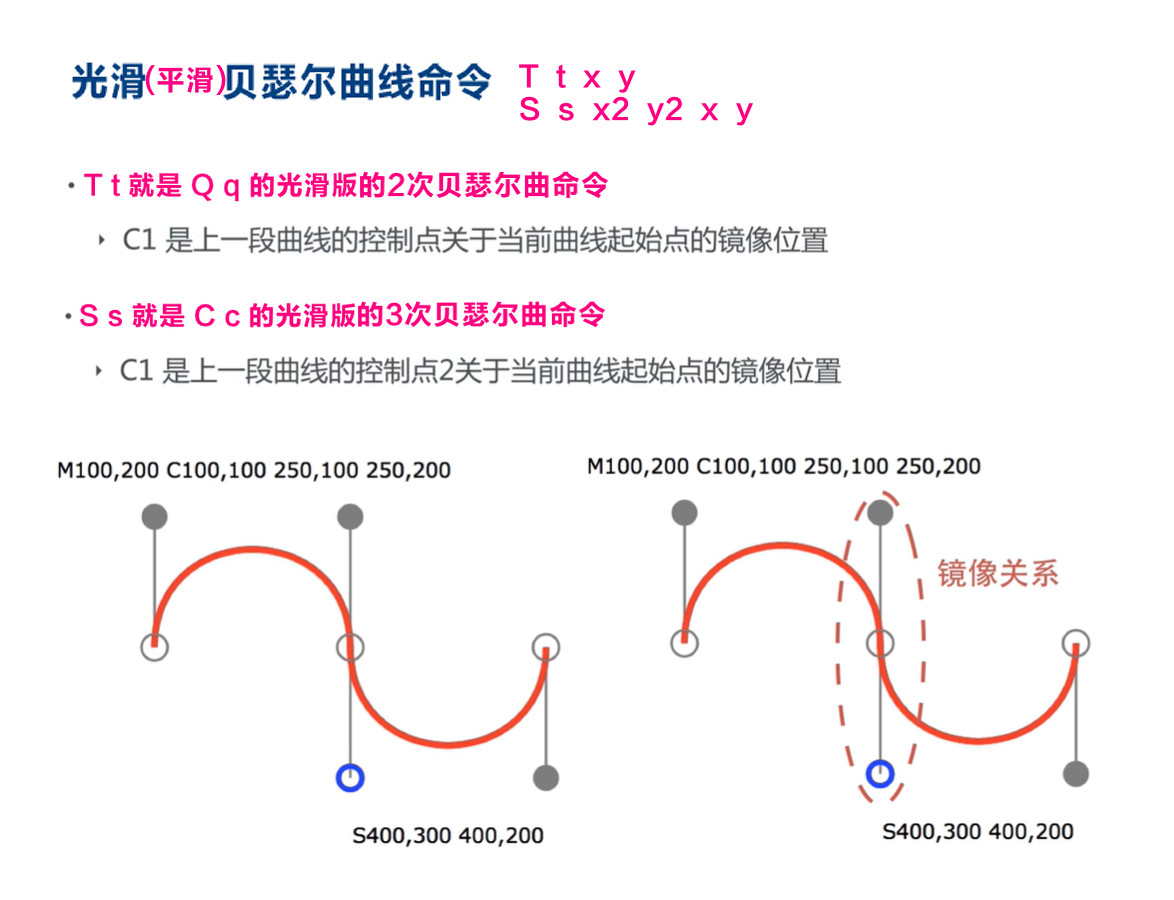 光滑(平滑)贝瑟尔曲线命令 T t x y
S s x2 y2 x y
• T t 就是 Q q 的光滑版的2次贝瑟尔曲命令
‣ C1 是上一段曲线的控制点关于当前曲线起始点的镜像位置
• S s 就是 C c 的光滑版的3次贝瑟尔曲命令
‣ C1 是上一段曲线的控制点2关于当前曲线起始点的镜像位置
M100,200 C100,100 250,100 250,200
M100,200 C100,100 250,100 250,200
镜像关系
S400,300 400,200
S400,300 400,200